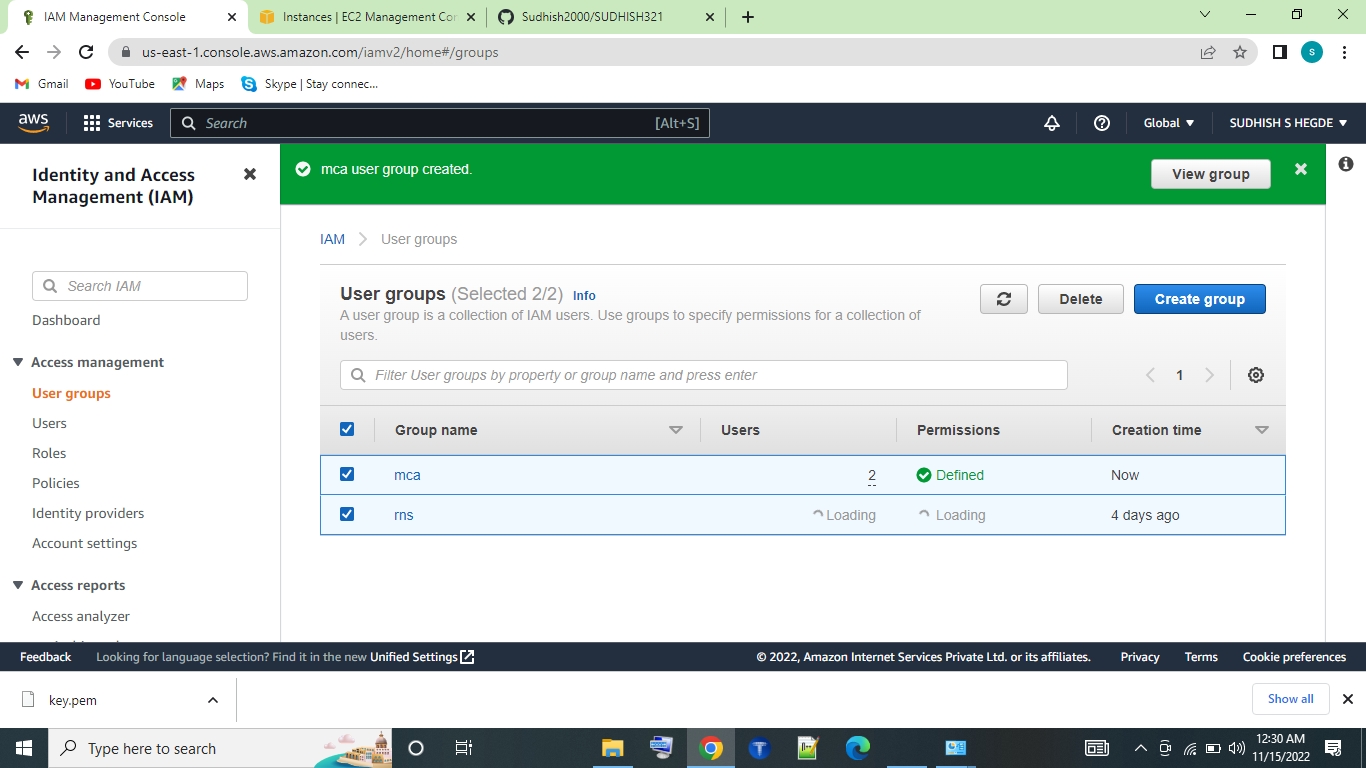 IAM Management Console
Instances | EC2 Management Cor
Sudhish2000/SUDHISH321
us-east-1.console.aws.amazon.com/iamv2/home#/groups
S
Gmail
YouTube
Maps
Skype | Stay connec...
aws
Services
Search
[Alt+S]
Global
SUDHISH S HEGDE
Identity and Access
Management (IAM)
Search IAM
Dashboard
Access management
User groups
Users
Roles
Policies
Identity providers
Account settings
Access reports
Access analyzer
mca user group created.
View group
IAM
User groups
User groups (Selected 2/2) Info
A user group is a collection of IAM users. Use groups to specify permissions for a collection of
users.
Delete
Create group
Filter User groups by property or group name and press enter
1
Group name
Users
Permissions
Creation time
mca
2
Defined
Now
rns
Loading
Loading
4 days ago
Feedback
Looking for language selection? Find it in the new Unified Settings
© 2022, Amazon Internet Services Private Ltd. or its affiliates.
Privacy
Terms
Cookie preferences
key.pem
Show all
Type here to search
12:30 AM
11/15/2022